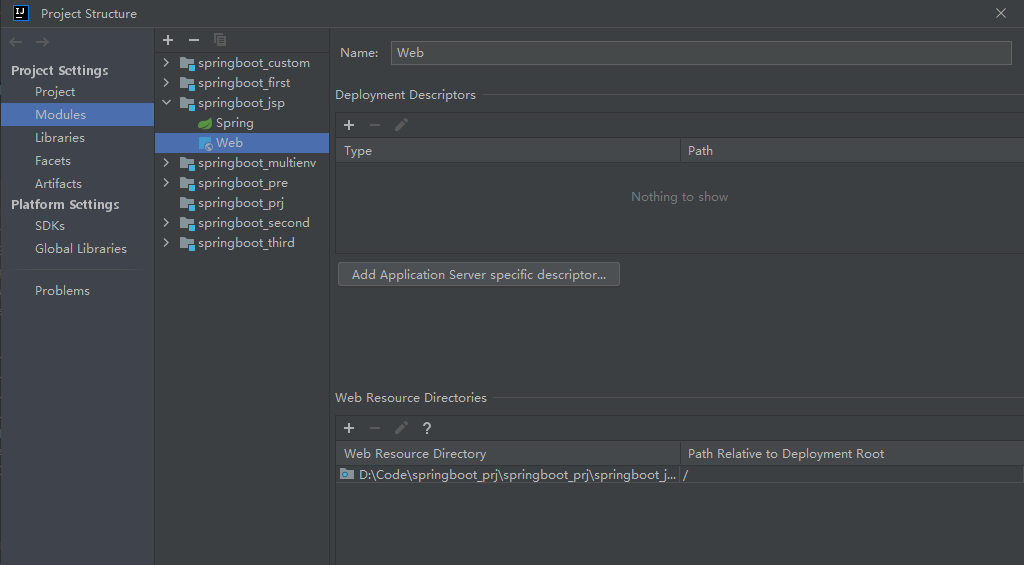 IJ Project Structure
Project Settings
Project
Modules
Libraries
Facets
Artifacts
Platform Settings
SDKs
Global Libraries
Problems
springboot_custom
springboot_first
springboot_jsp
Spring
Web
springboot_multienv
springboot_pre
springboot_prj
springboot_second
springboot_third
Name: Web
Deployment Descriptors
Type Path
Nothing to show
Add Application Server specific descriptor...
Web Resource Directories
?
Web Resource Directory Path Relative to Deployment Root
D:\Code\springboot_prj\springboot_prj\springboot_j... /